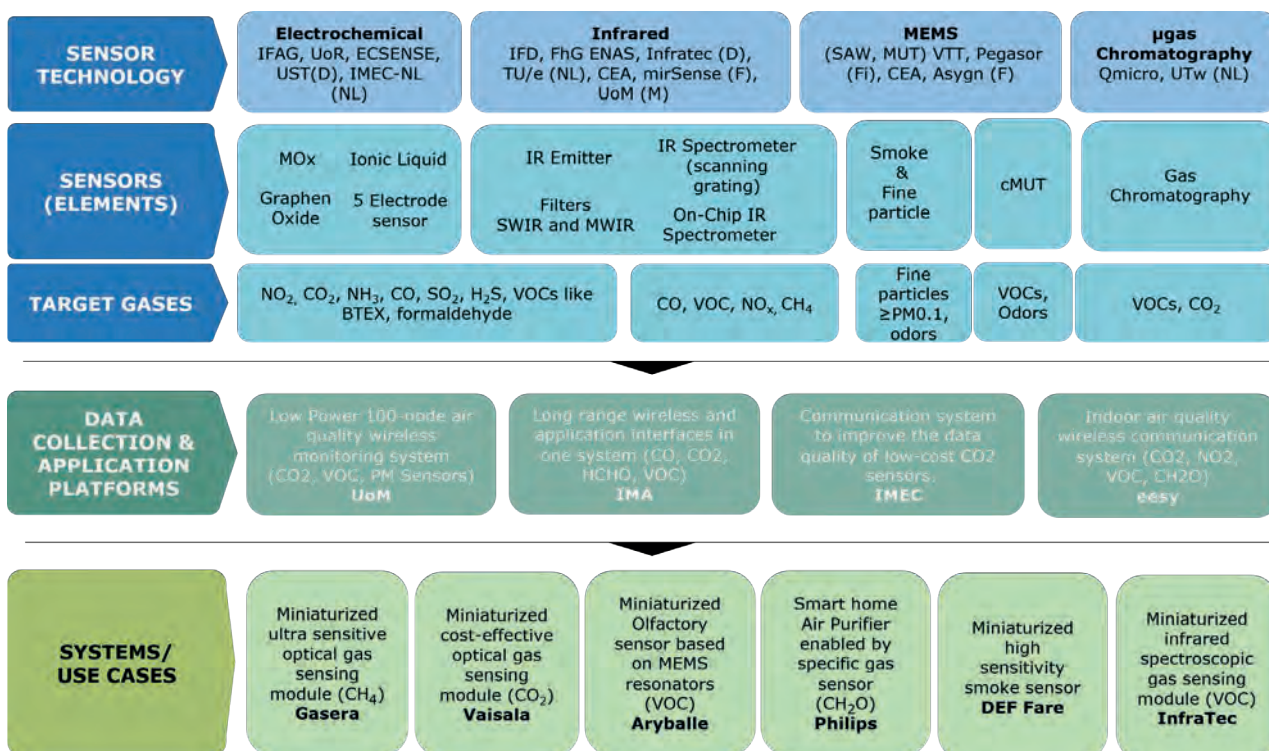 SENSOR
TECHNOLOGY
Electrochemical
IFAG, UoR, ECSENSE,
UST(D), IMEC-NL
(NL)
Infrared
IFD, FhG ENAS, Infratec (D),
TU/e (NL), CEA, mirSense (F),
UoM (M)
MEMS
(SAW, MUT) VTT, Pegasor
(Fi), CEA, Asygn (F)
µgas
Chromatography
Qmicro, UTw (NL)
SENSORS
(ELEMENTS)
MOx
Ionic Liquid
Graphen
Oxide
5 Electrode
sensor
IR Emitter
IR Spectrometer
(scanning
grating)
Filters
SWIR and MWIR
On-Chip IR
Spectrometer
Smoke
&
Fine
particle
cMUT
Gas
Chromatography
TARGET GASES
NO₂, CO₂, NH₃, CO, SO₂, H₂S, VOCs like
BTEX, formaldehyde
CO, VOC, NOₓ, CH₄
Fine
particles
≥PM0.1,
odors
VOCs,
Odors
VOCs, CO₂
DATA
COLLECTION &
APPLICATION
PLATFORMS
Low Power 100-node air
quality wireless
monitoring system
(CO2, VOC, PM Sensors)
UoM
Long range wireless and
application interfaces in
one system (CO, CO2,
HCHO, VOC)
IMA
Communication system
to improve the data
quality of low-cost CO2
sensors.
IMEC
Indoor air quality
wireless communication
system (CO2, NO2,
VOC, CH2O)
eesy
SYSTEMS/
USE CASES
Miniaturized
ultra sensitive
optical gas
sensing
module (CH₄)
Gasera
Miniaturized
cost-effective
optical gas
sensing
module (CO₂)
Vaisala
Miniaturized
Olfactory
sensor based
on MEMS
resonators
(VOC)
Aryballe
Smart home
Air Purifier
enabled by
specific gas
sensor
(CH₂O)
Philips
Miniaturized
high
sensitivity
smoke sensor
DEF Fare
Miniaturized
infrared
spectroscopic
gas sensing
module (VOC)
InfraTec